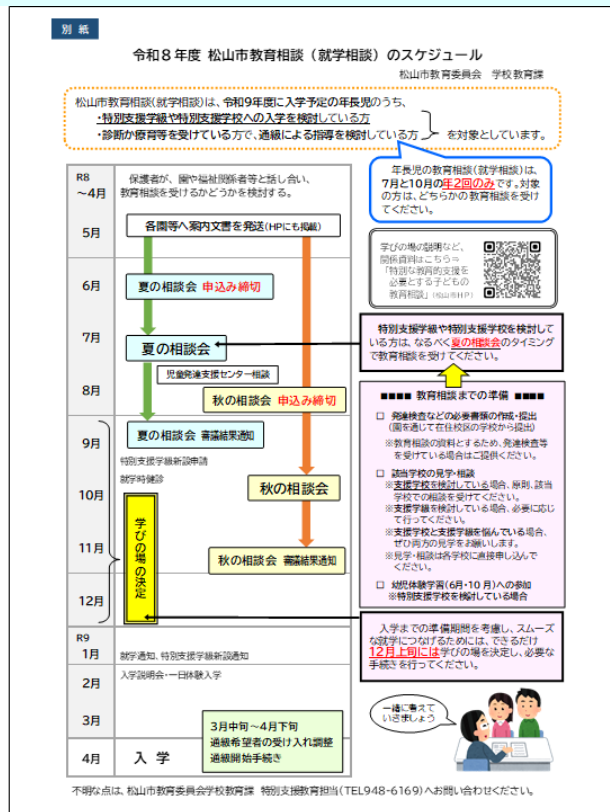 別 紙
令和８年度 松山市教育相談（就学相談）のスケジュール
松山市教育委員会 学校教育課
松山市教育相談（就学相談）は、令和９年度に入学予定の年長児のうち、
・特別支援学級や特別支援学校への入学を検討している方
・診断か療育等を受けている方で、通級による指導を検討している方
を対象としています。
年長児の教育相談（就学相談）は、
7月と10月の年2回のみです。対象
の方は、どちらかの教育相談を受け
てください。
R8
～4月
保護者が、園や福祉関係者等と話し合い、
教育相談を受けるかどうかを検討する。
5月
各園等へ案内文書を発送(HPにも掲載)
学びの場の説明など、
関係資料はこちら⇒
「特別な教育的支援を
必要とする子どもの
教育相談」(松山市HP)
6月
夏の相談会 申込み締切
7月
夏の相談会
特別支援学級や特別支援学校を検討して
いる方は、なるべく夏の相談会のタイミング
で教育相談を受けてください。
児童発達支援センター相談
8月
秋の相談会 申込み締切
9月
夏の相談会 審議結果通知
特別支援学級新設申請
就学時健診
10月
秋の相談会
学びの場の決定
11月
秋の相談会 審議結果通知
12月
■■■■ 教育相談までの準備 ■■■■
□ 発達検査などの必要書類の作成・提出
（園を通じて在住校区の学校から提出）
※教育相談の資料とするため、発達検査等
を受けている場合はご提供ください。
□ 該当学校の見学・相談
※支援学校を検討している場合、原則、該当
学校での相談を受けてください。
※支援学級を検討している場合、必要に応じ
て行ってください。
※支援学校と支援学級を悩んでいる場合、
ぜひ両方の見学をお願いします。
※見学・相談は各学校に直接申し込んで
ください。
□ 幼児体験学習(6月・10月)への参加
※特別支援学校を検討している場合
R9
1月
就学通知、特別支援学級新設通知
入学までの準備期間を考慮し、スムーズ
な就学につなげるためには、できるだけ
12月上旬には学びの場を決定し、必要な
手続きを行ってください。
2月
入学説明会・一日体験入学
3月
3月中旬～4月下旬
通級希望者の受け入れ調整
通級開始手続き
4月
入 学
一緒に考えて
いきましょう
不明な点は、松山市教育委員会学校教育課 特別支援教育担当(TEL948-6169)へお問い合わせください。